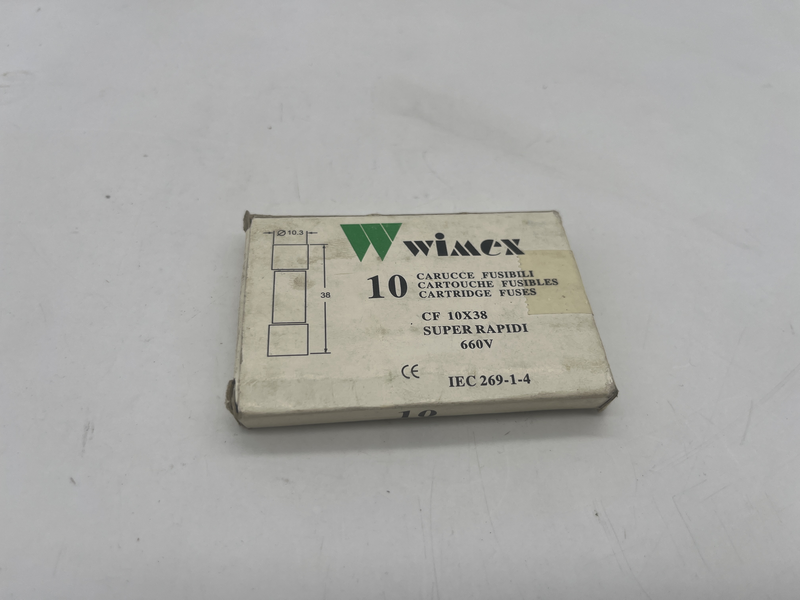 Ø 10.3
38
wimex
10
CARUCCE FUSIBILI
CARTOUCHE FUSIBLES
CARTRIDGE FUSES
CF 10X38
SUPER RAPIDI
660V
CE
IEC 269-1-4
10